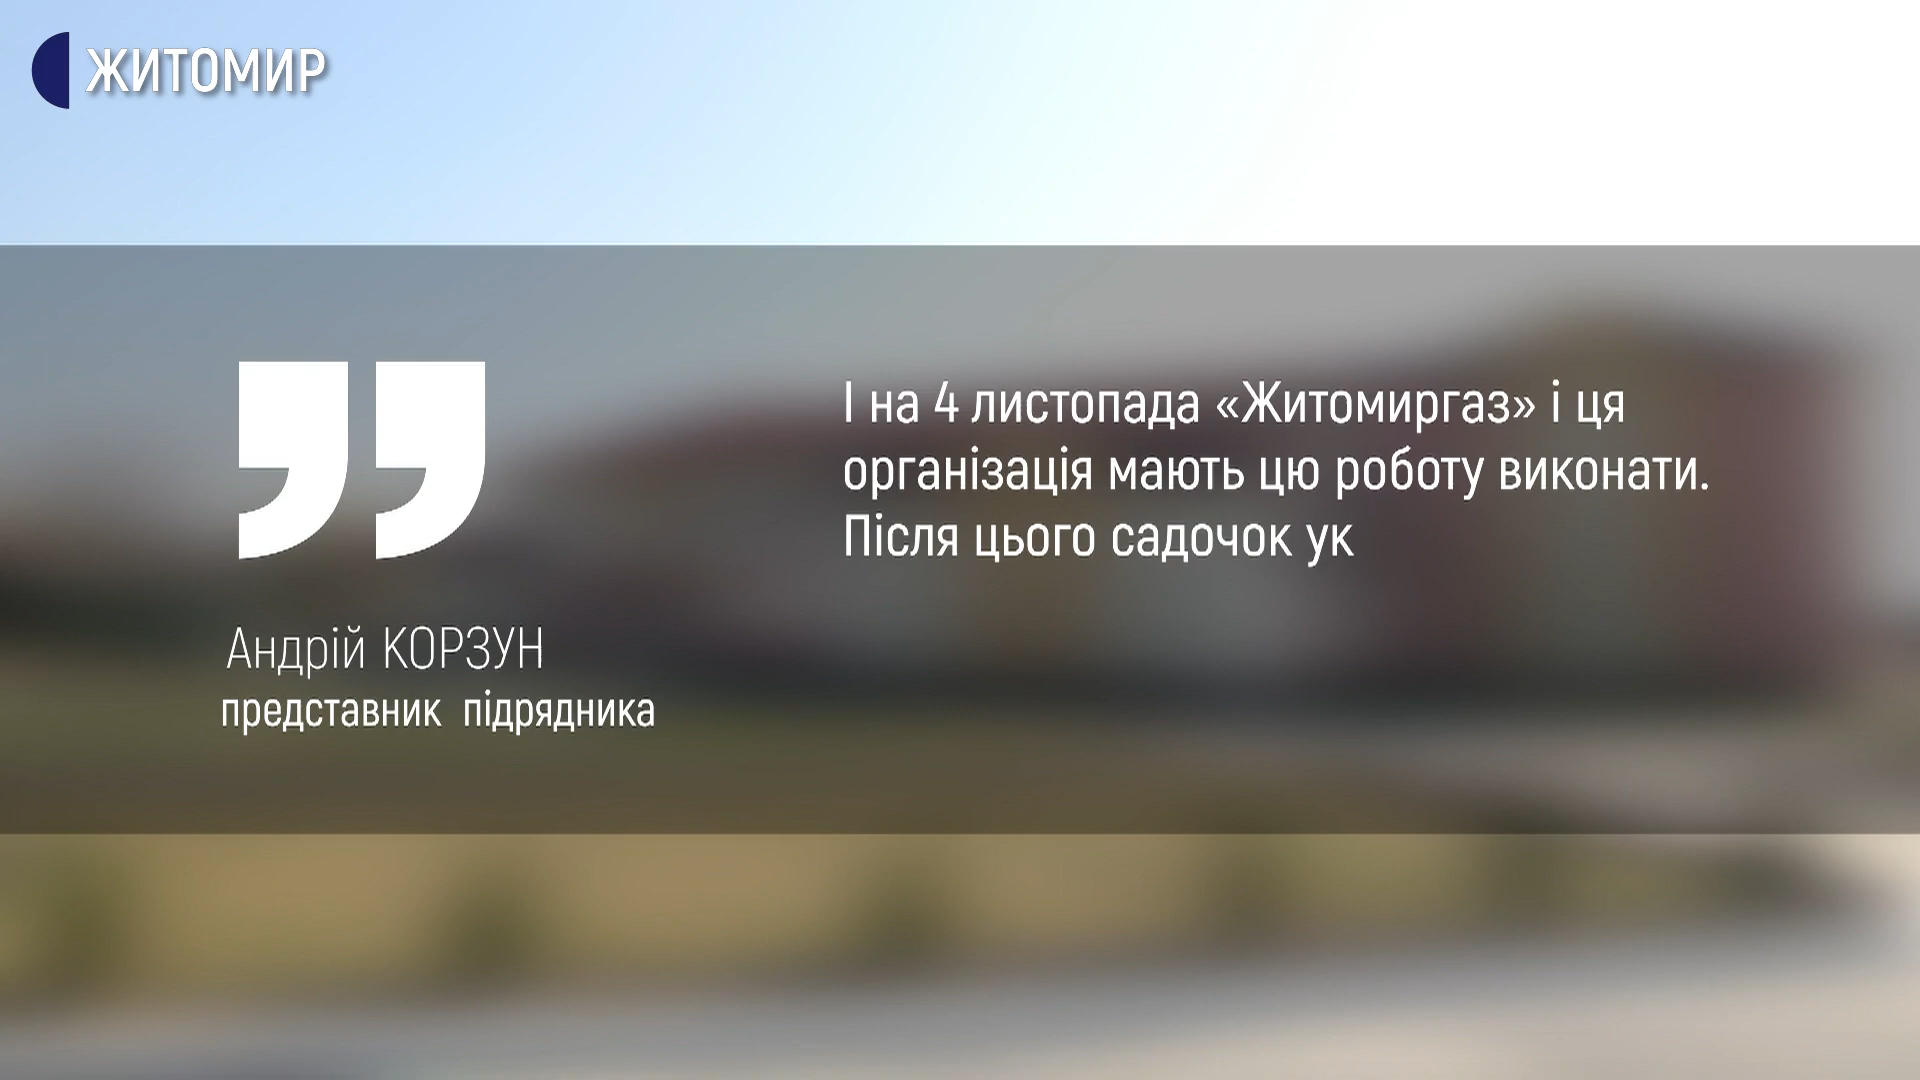 ЖИТОМИР
І на 4 листопада «Житомиргаз» і ця
організація мають цю роботу виконати.
Після цього садочок ук
Андрій КОРЗУН
представник підрядника